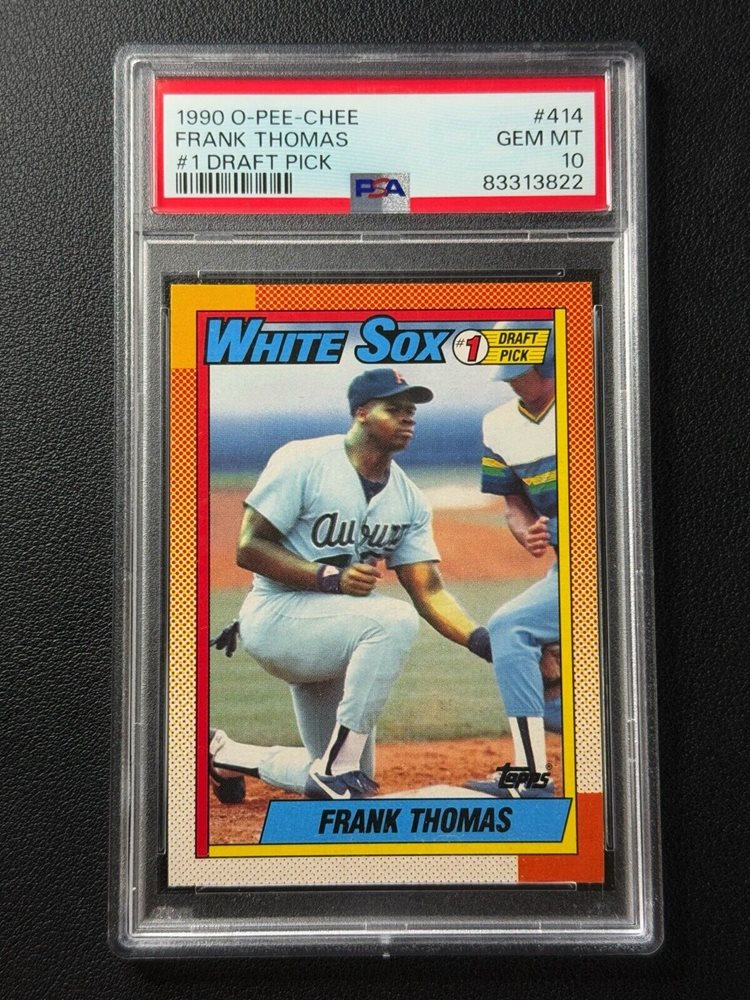 1990 O-PEE-CHEE #414
FRANK THOMAS GEM MT
#1 DRAFT PICK 10
PSA 83313822
WHITE SOX #1 DRAFT PICK
Auburn
topps®
FRANK THOMAS